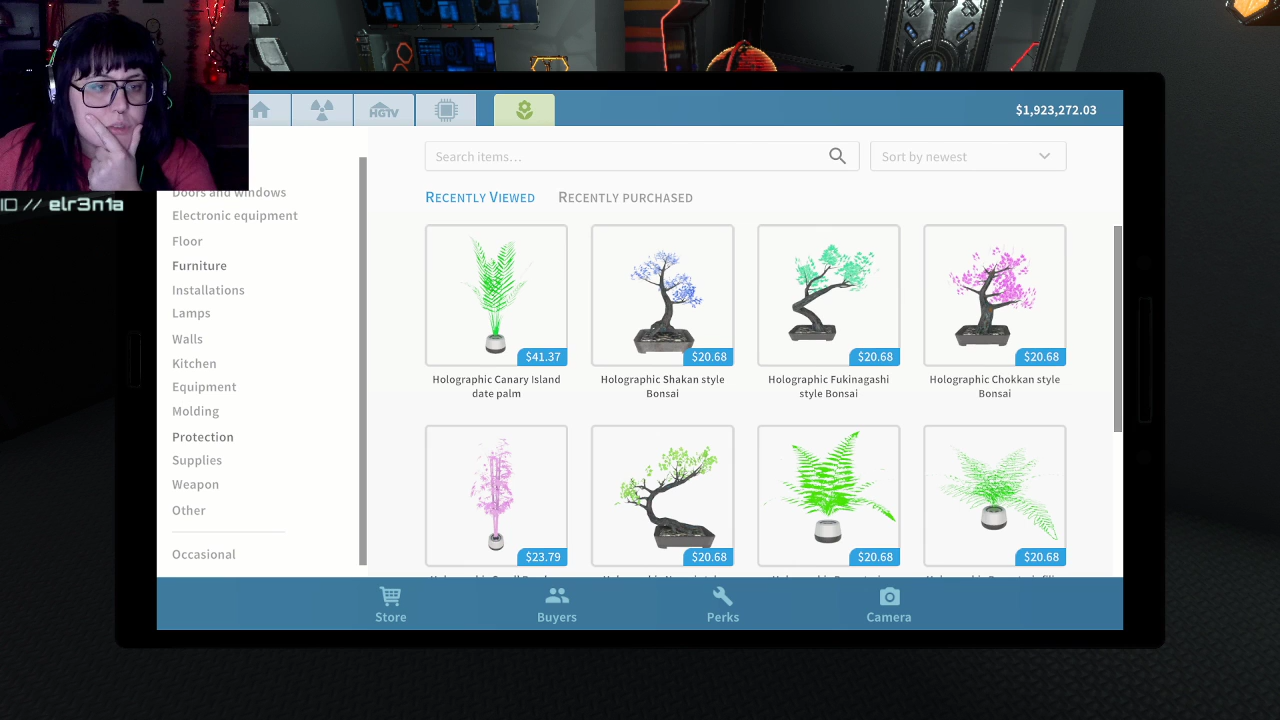 HGTV
$1,923,272.03
ID // elr3n1a
Search items...
Sort by newest
RECENTLY VIEWED
RECENTLY PURCHASED
Doors and windows
Electronic equipment
Floor
Furniture
Installations
Lamps
Walls
Kitchen
Equipment
Molding
Protection
Supplies
Weapon
Other
Occasional
$41.37
$20.68
$20.68
$20.68
Holographic Canary Island
date palm
Holographic Shakan style
Bonsai
Holographic Fukinagashi
style Bonsai
Holographic Chokkan style
Bonsai
$23.79
$20.68
$20.68
$20.68
Store
Buyers
Perks
Camera